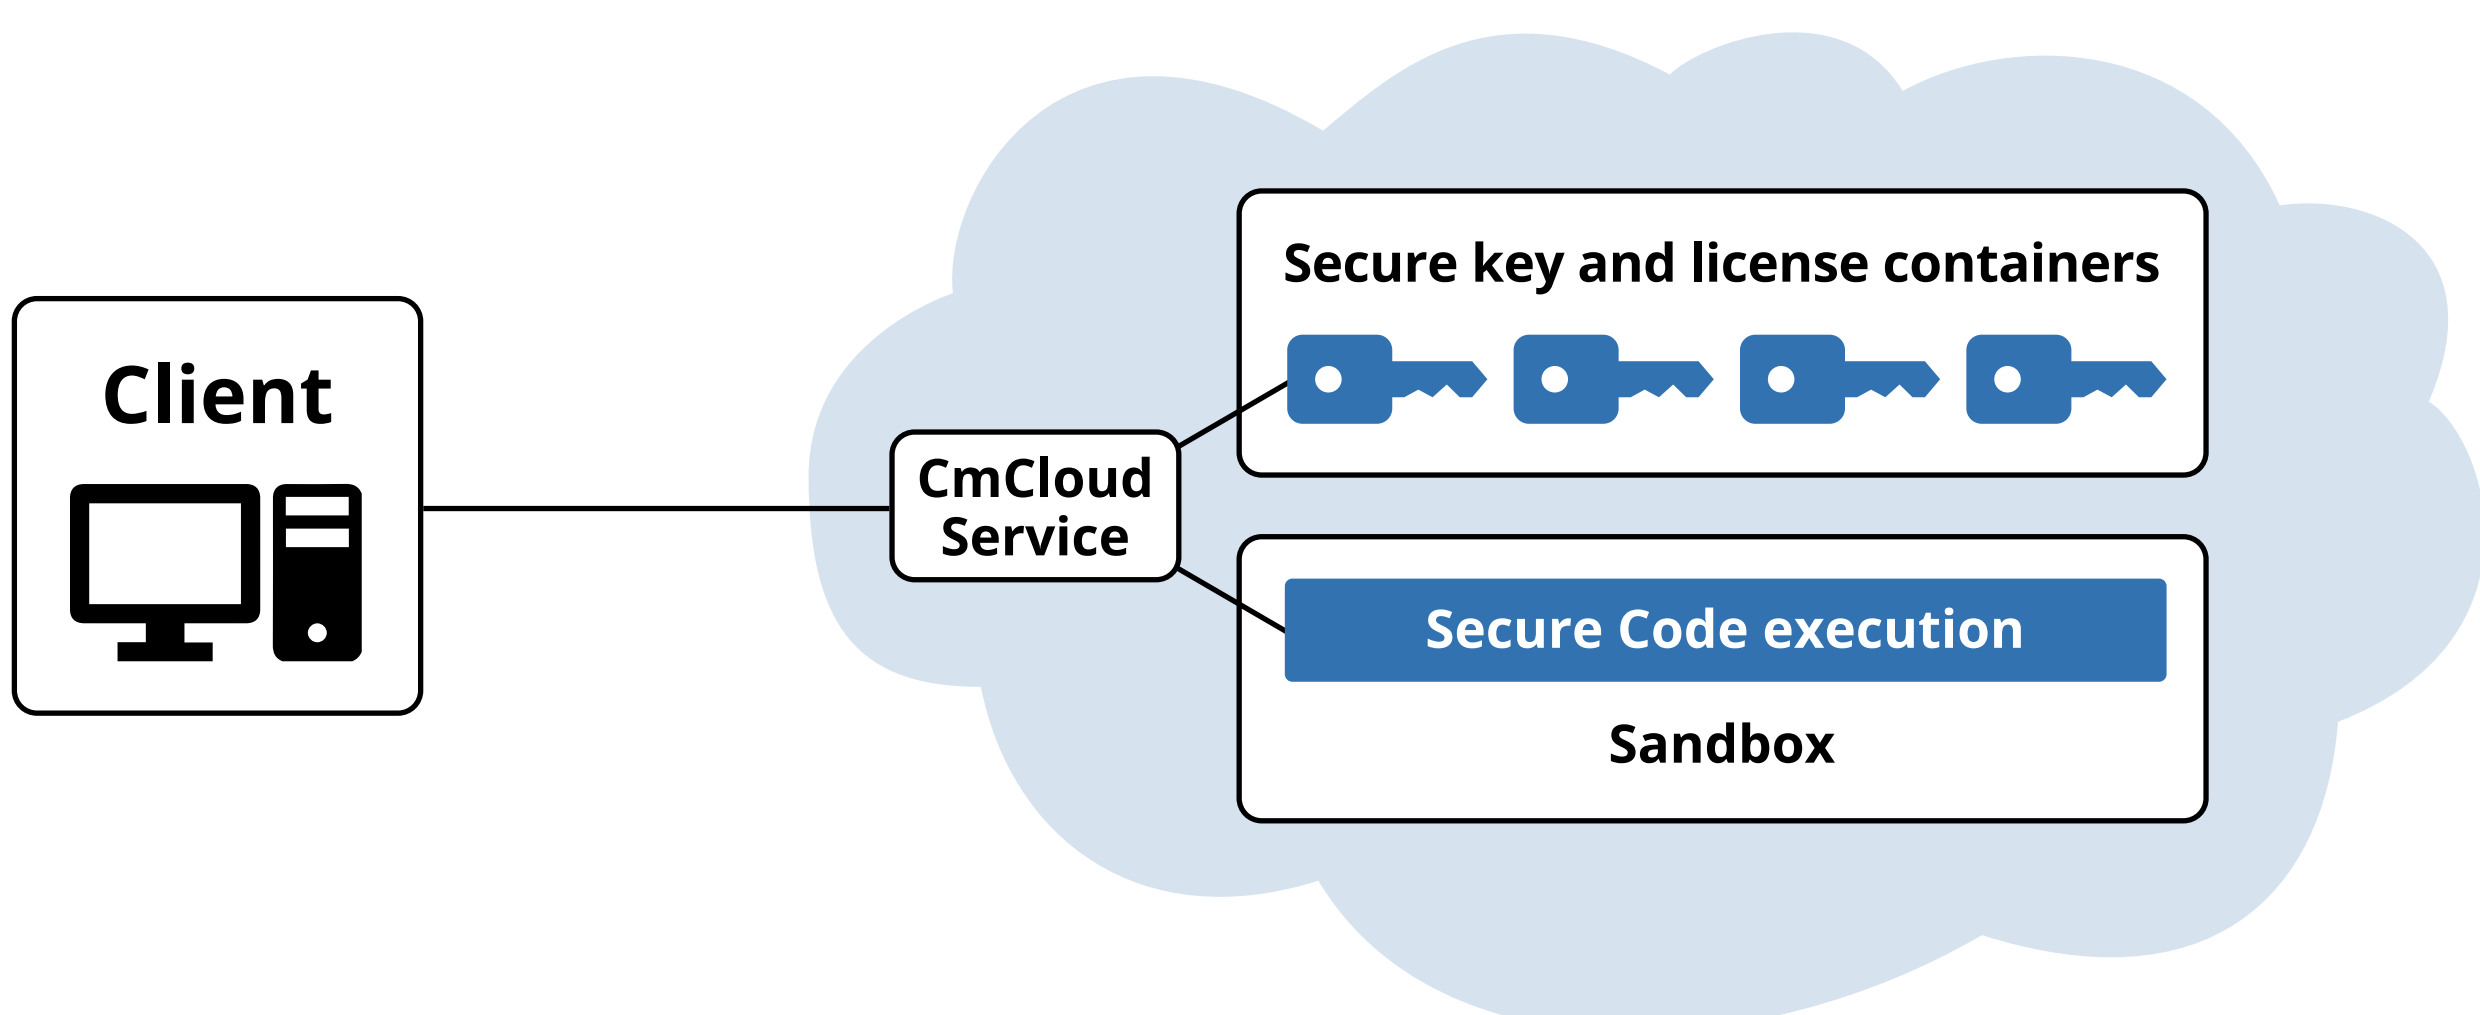 Client
CmCloud
Service
Secure key and license containers
Secure Code execution
Sandbox